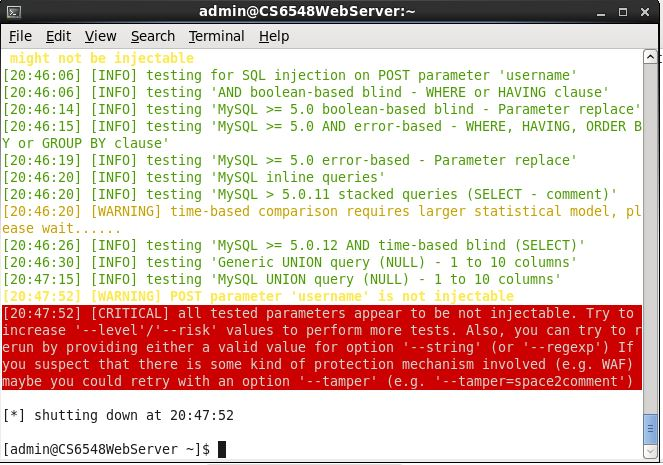 admin@CS6548WebServer:~
File Edit View Search Terminal Help
might not be injectable
[20:46:06] [INFO] testing for SQL injection on POST parameter 'username'
[20:46:06] [INFO] testing 'AND boolean-based blind - WHERE or HAVING clause'
[20:46:14] [INFO] testing 'MySQL >= 5.0 boolean-based blind - Parameter replace'
[20:46:15] [INFO] testing 'MySQL >= 5.0 AND error-based - WHERE, HAVING, ORDER B
Y or GROUP BY clause'
[20:46:19] [INFO] testing 'MySQL >= 5.0 error-based - Parameter replace'
[20:46:20] [INFO] testing 'MySQL inline queries'
[20:46:20] [INFO] testing 'MySQL > 5.0.11 stacked queries (SELECT - comment)'
[20:46:20] [WARNING] time-based comparison requires larger statistical model, pl
ease wait......
[20:46:26] [INFO] testing 'MySQL >= 5.0.12 AND time-based blind (SELECT)'
[20:46:30] [INFO] testing 'Generic UNION query (NULL) - 1 to 10 columns'
[20:47:15] [INFO] testing 'MySQL UNION query (NULL) - 1 to 10 columns'
[20:47:52] [WARNING] POST parameter 'username' is not injectable
[20:47:52] [CRITICAL] all tested parameters appear to be not injectable. Try to
increase '--level'/'--risk' values to perform more tests. Also, you can try to r
erun by providing either a valid value for option '--string' (or '--regexp') If
you suspect that there is some kind of protection mechanism involved (e.g. WAF)
maybe you could retry with an option '--tamper' (e.g. '--tamper=space2comment')
[*] shutting down at 20:47:52
[admin@CS6548WebServer ~]$